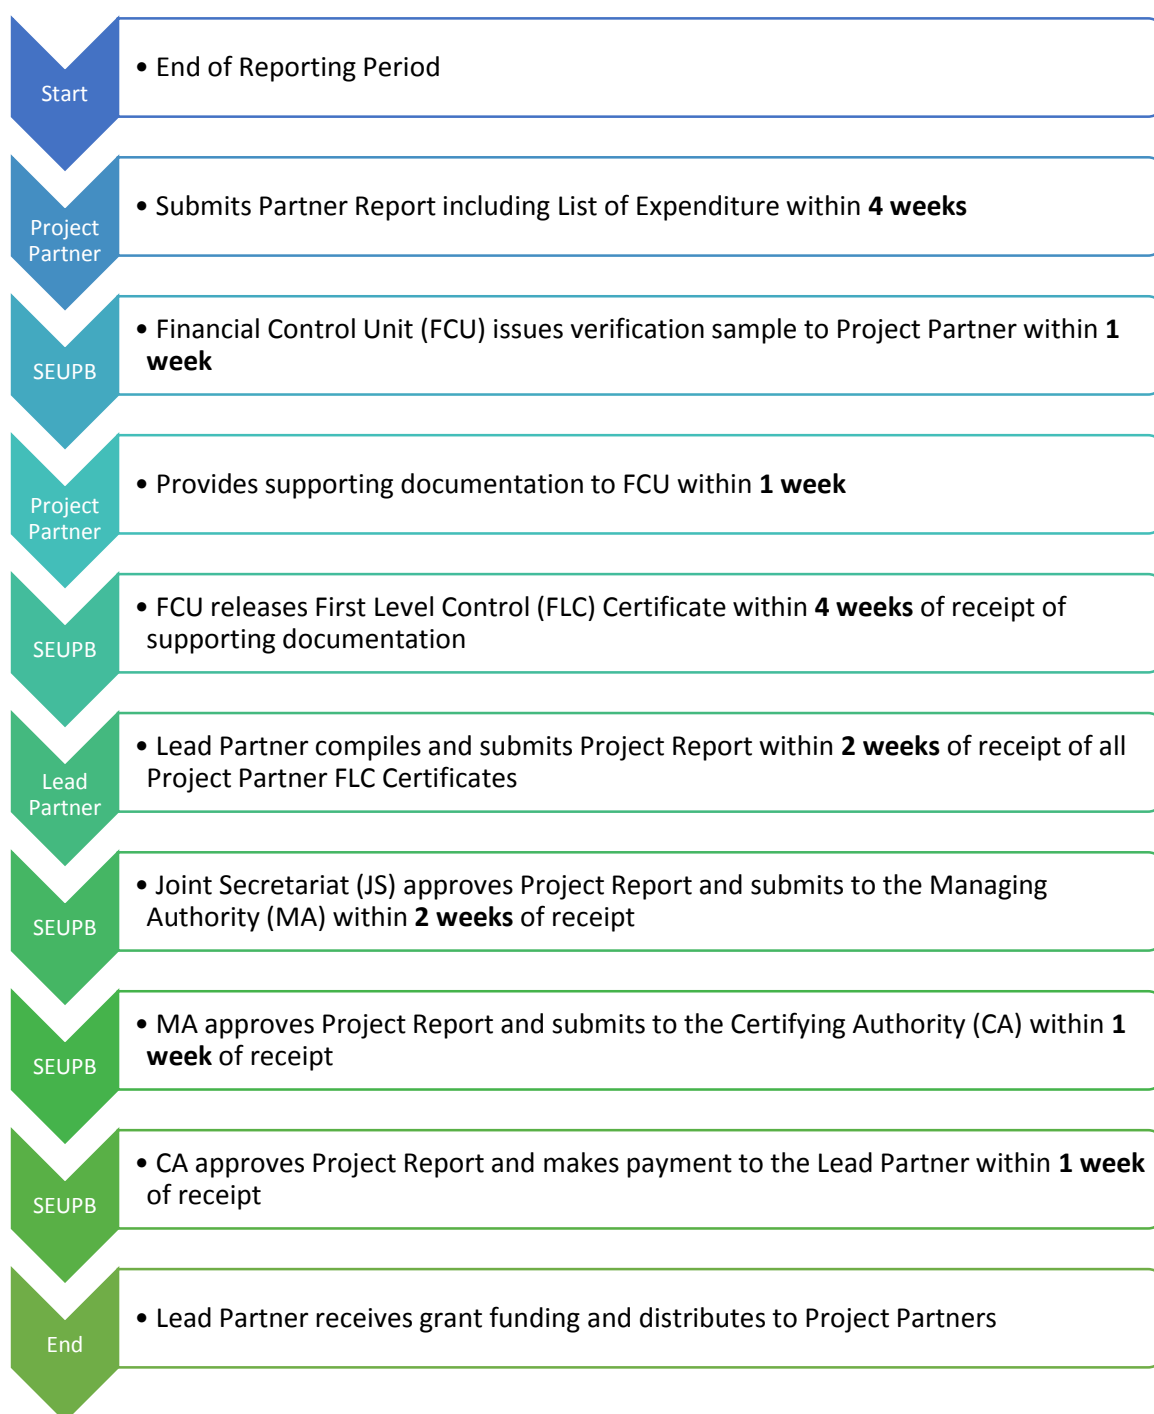 Start
• End of Reporting Period
Project
Partner
• Submits Partner Report including List of Expenditure within 4 weeks
SEUPB
• Financial Control Unit (FCU) issues verification sample to Project Partner within 1
week
Project
Partner
• Provides supporting documentation to FCU within 1 week
SEUPB
• FCU releases First Level Control (FLC) Certificate within 4 weeks of receipt of
supporting documentation
Lead
Partner
• Lead Partner compiles and submits Project Report within 2 weeks of receipt of all
Project Partner FLC Certificates
SEUPB
• Joint Secretariat (JS) approves Project Report and submits to the Managing
Authority (MA) within 2 weeks of receipt
SEUPB
• MA approves Project Report and submits to the Certifying Authority (CA) within 1
week of receipt
SEUPB
• CA approves Project Report and makes payment to the Lead Partner within 1 week
of receipt
End
• Lead Partner receives grant funding and distributes to Project Partners